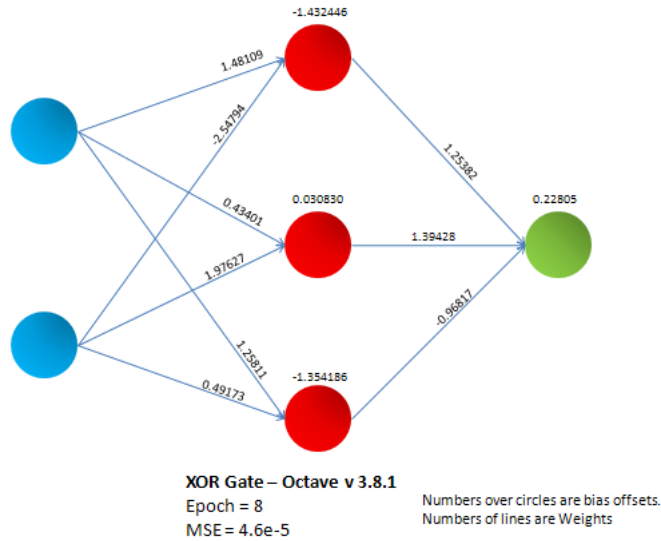 -1.432446
1.48109
-2.54794
1.25382
0.43401
0.030830
0.22805
1.39428
1.97627
-0.96817
1.25811
0.49173
-1.354186
XOR Gate – Octave v 3.8.1
Epoch = 8
MSE = 4.6e-5
Numbers over circles are bias offsets.
Numbers of lines are Weights